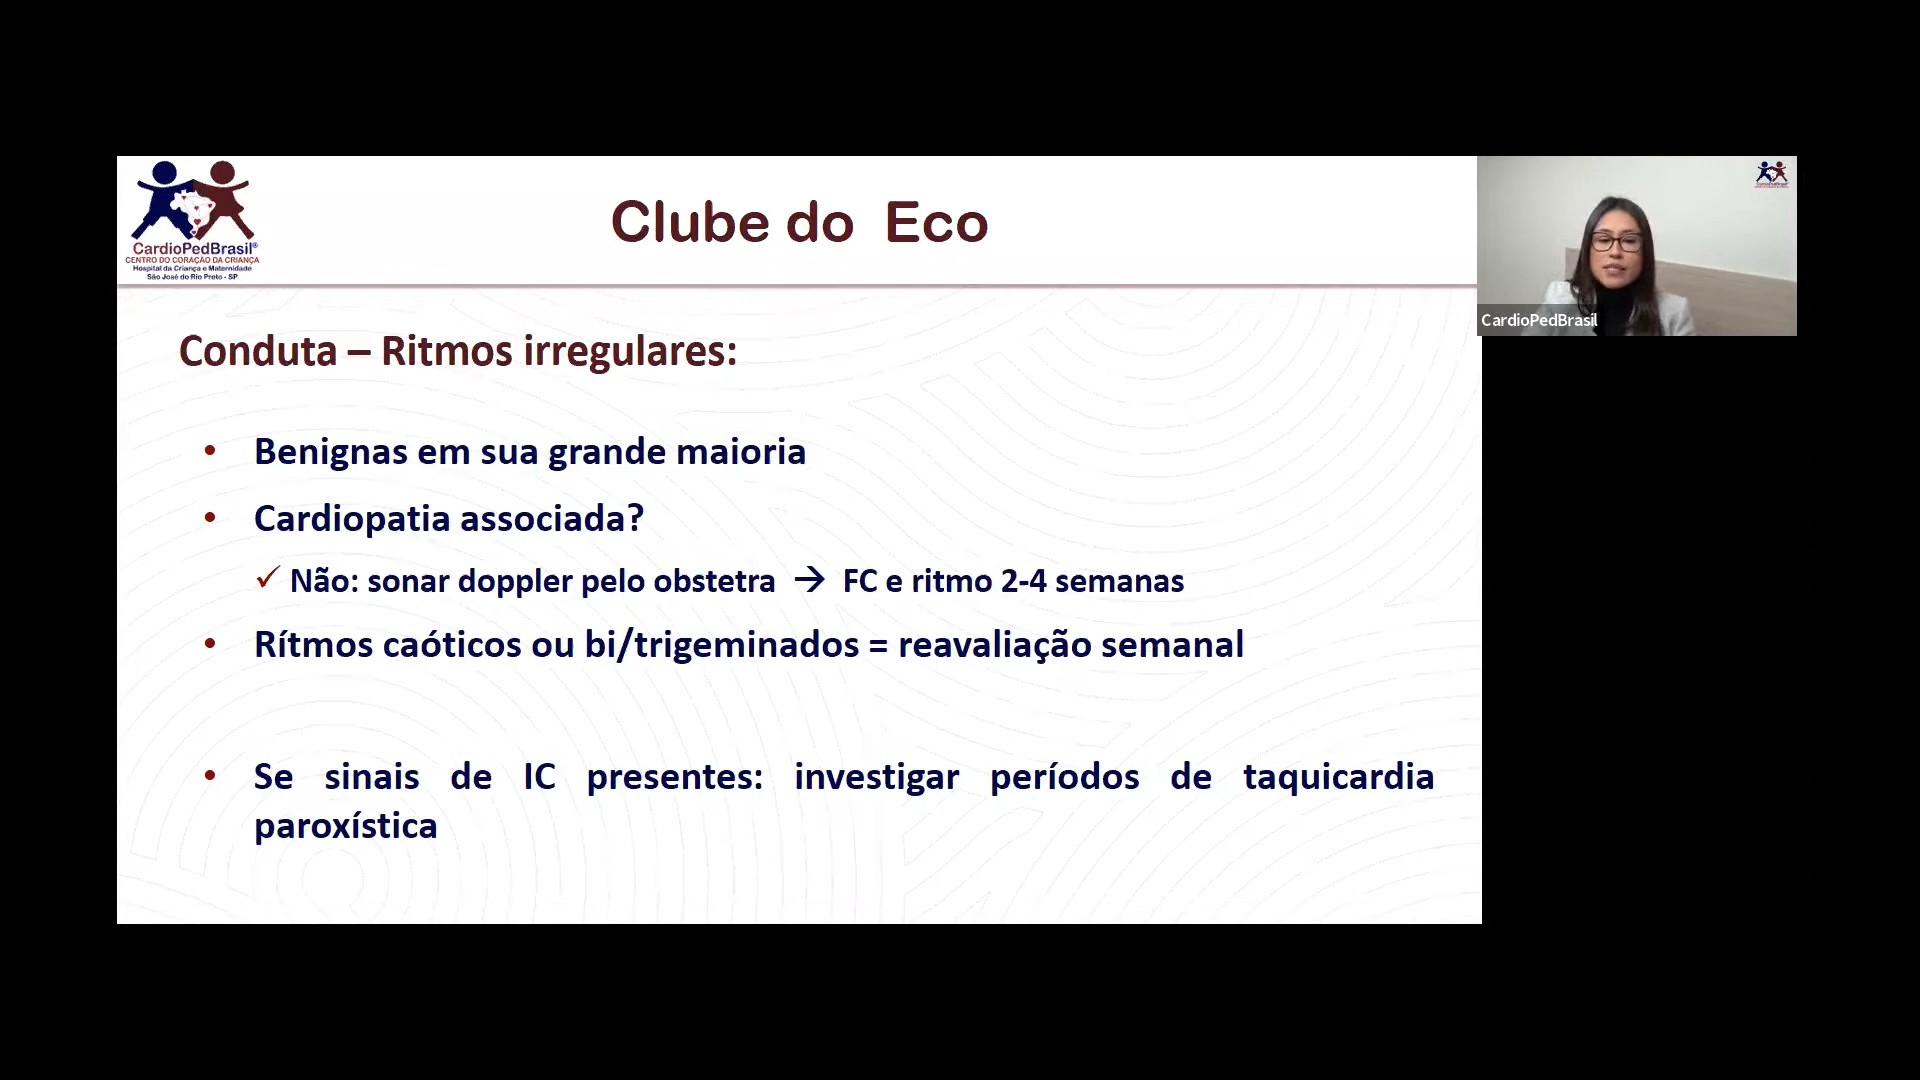 Clube do Eco
CardioPedBrasil®
CENTRO DO CORAÇÃO DA CRIANÇA
Hospital da Criança e Maternidade
São José do Rio Preto - SP
CardioPedBrasil
Conduta – Ritmos irregulares:
• Benignas em sua grande maioria
• Cardiopatia associada?
✓ Não: sonar doppler pelo obstetra → FC e ritmo 2-4 semanas
• Rítmos caóticos ou bi/trigeminados = reavaliação semanal
• Se sinais de IC presentes: investigar períodos de taquicardia
paroxística